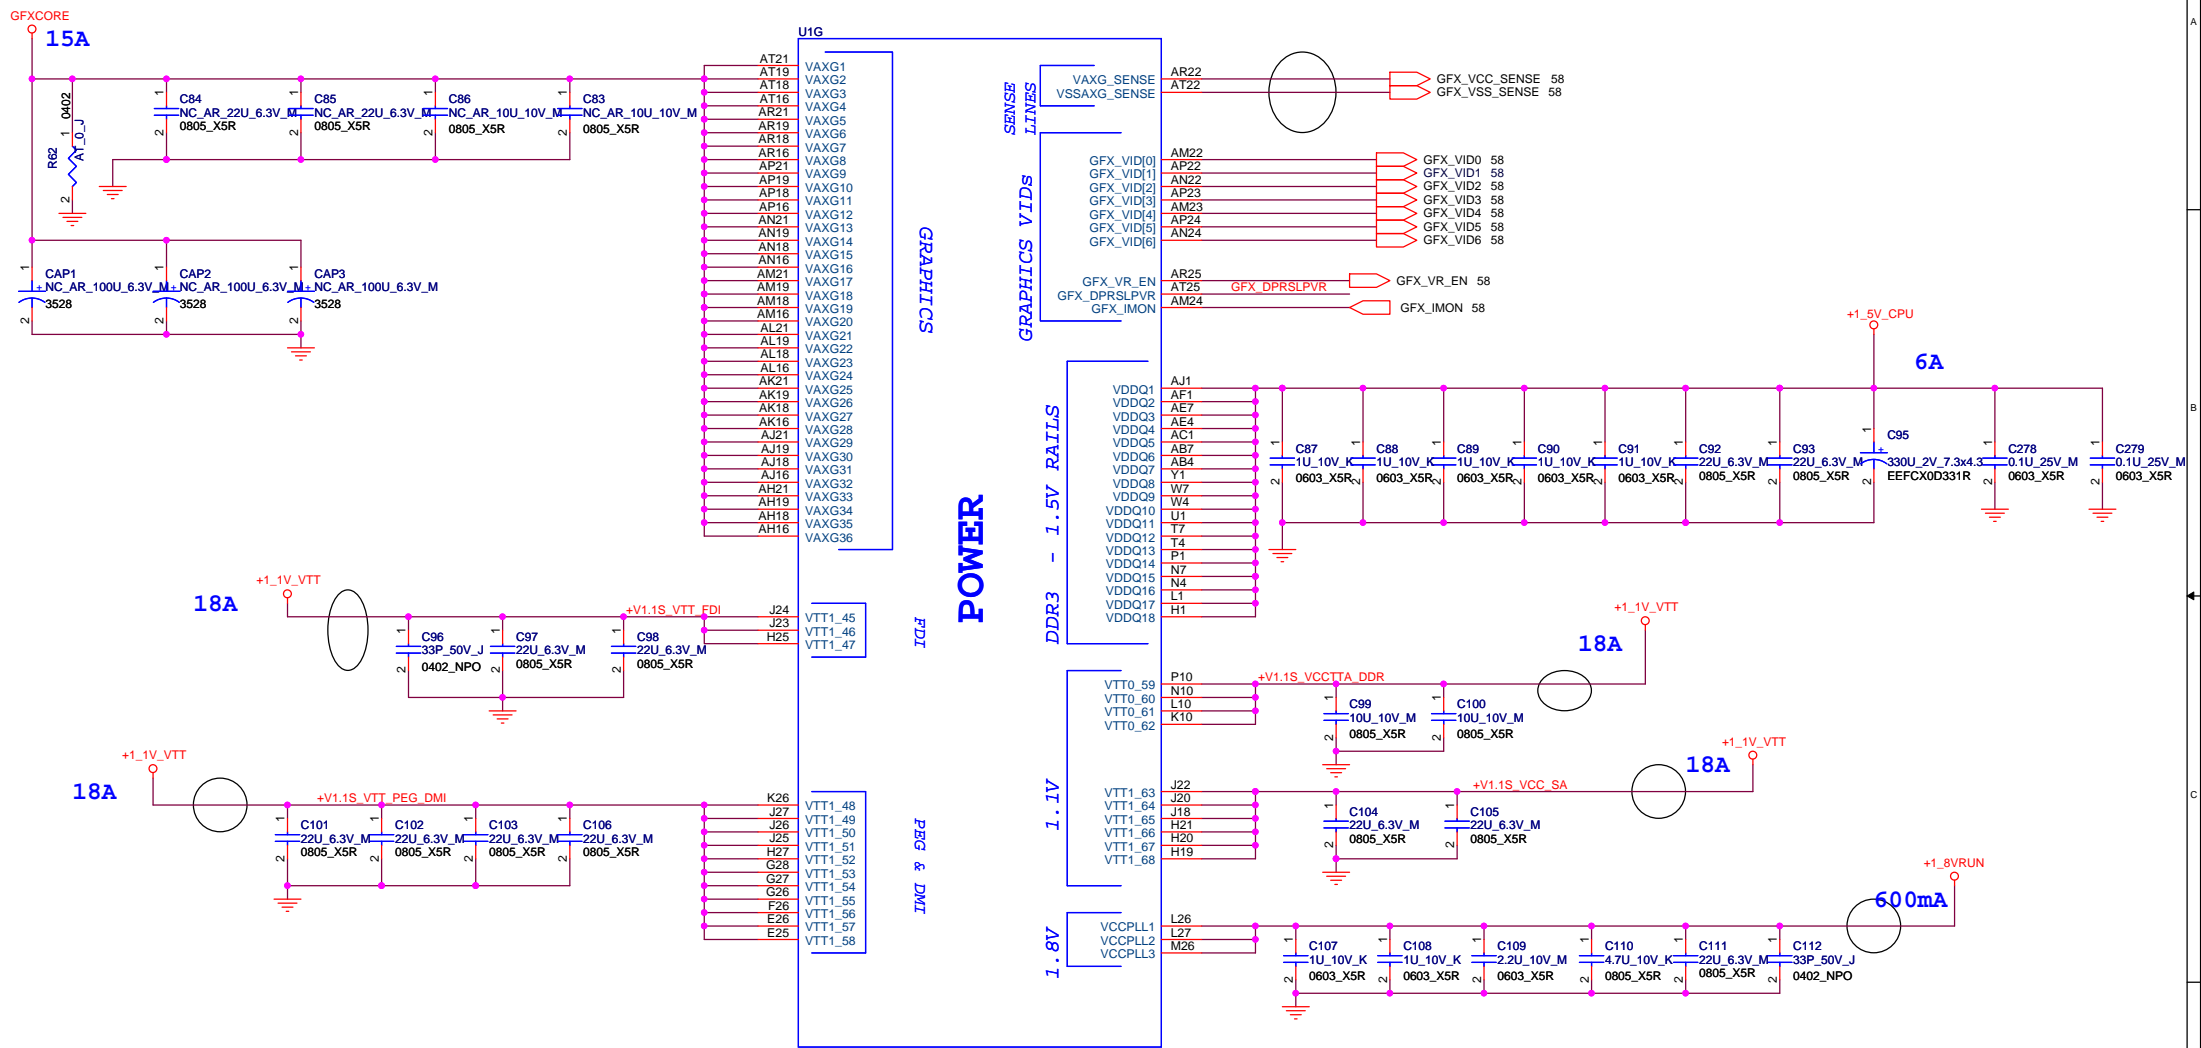 GFXCORE
15A
U1G
0402
R62
AT_0_J
1
2
C84
NC_AR_22U_6.3V_M
0805_X5R
C85
NC_AR_22U_6.3V_M
0805_X5R
C86
NC_AR_10U_10V_M
0805_X5R
C83
NC_AR_10U_10V_M
0805_X5R
CAP1
NC_AR_100U_6.3V_M
3528
CAP2
NC_AR_100U_6.3V_M
3528
CAP3
NC_AR_100U_6.3V_M
3528
AT21 VAXG1
AT19 VAXG2
AT18 VAXG3
AT16 VAXG4
AR21 VAXG5
AR19 VAXG6
AR18 VAXG7
AR16 VAXG8
AP21 VAXG9
AP19 VAXG10
AP18 VAXG11
AP16 VAXG12
AN21 VAXG13
AN19 VAXG14
AN18 VAXG15
AN16 VAXG16
AM21 VAXG17
AM19 VAXG18
AM18 VAXG19
AM16 VAXG20
AL21 VAXG21
AL19 VAXG22
AL18 VAXG23
AL16 VAXG24
AK21 VAXG25
AK19 VAXG26
AK18 VAXG27
AK16 VAXG28
AJ21 VAXG29
AJ19 VAXG30
AJ18 VAXG31
AJ16 VAXG32
AH21 VAXG33
AH19 VAXG34
AH18 VAXG35
AH16 VAXG36
GRAPHICS
POWER
+1_1V_VTT
18A
+V1.1S_VTT_FDI
C96
33P_50V_J
0402_NPO
C97
22U_6.3V_M
0805_X5R
C98
22U_6.3V_M
0805_X5R
J24 VTT1_45
J23 VTT1_46
H25 VTT1_47
FDI
+1_1V_VTT
18A
+V1.1S_VTT_PEG_DMI
C101
22U_6.3V_M
0805_X5R
C102
22U_6.3V_M
0805_X5R
C103
22U_6.3V_M
0805_X5R
C106
22U_6.3V_M
0805_X5R
K26 VTT1_48
J27 VTT1_49
J26 VTT1_50
J25 VTT1_51
H27 VTT1_52
G28 VTT1_53
G27 VTT1_54
G26 VTT1_55
F26 VTT1_56
E26 VTT1_57
E25 VTT1_58
PEG & DMI
SENSE
LINES
VAXG_SENSE AR22 GFX_VCC_SENSE 58
VSSAXG_SENSE AT22 GFX_VSS_SENSE 58
GRAPHICS VIDs
GFX_VID[0] AM22 GFX_VID0 58
GFX_VID[1] AP22 GFX_VID1 58
GFX_VID[2] AN22 GFX_VID2 58
GFX_VID[3] AP23 GFX_VID3 58
GFX_VID[4] AM23 GFX_VID4 58
GFX_VID[5] AP24 GFX_VID5 58
GFX_VID[6] AN24 GFX_VID6 58
GFX_VR_EN AR25 GFX_VR_EN 58
GFX_DPRSLPVR AT25 GFX_DPRSLPVR
GFX_IMON AM24 GFX_IMON 58
DDR3 - 1.5V RAILS
VDDQ1 AJ1
VDDQ2 AF1
VDDQ3 AE7
VDDQ4 AE4
VDDQ5 AC1
VDDQ6 AB7
VDDQ7 AB4
VDDQ8 Y1
VDDQ9 W7
VDDQ10 W4
VDDQ11 U1
VDDQ12 T7
VDDQ13 T4
VDDQ14 P1
VDDQ15 N7
VDDQ16 N4
VDDQ17 L1
VDDQ18 H1
+1_5V_CPU
6A
C87
1U_10V_K
0603_X5R
C88
1U_10V_K
0603_X5R
C89
1U_10V_K
0603_X5R
C90
1U_10V_K
0603_X5R
C91
1U_10V_K
0603_X5R
C92
22U_6.3V_M
0805_X5R
C93
22U_6.3V_M
0805_X5R
C95
330U_2V_7.3x4.3
EEFCX0D331R
C278
0.1U_25V_M
0603_X5R
C279
0.1U_25V_M
0603_X5R
1.1V
+1_1V_VTT
18A
VTT0_59 P10
VTT0_60 N10
VTT0_61 L10
VTT0_62 K10
+V1.1S_VCCTTA_DDR
C99
10U_10V_M
0805_X5R
C100
10U_10V_M
0805_X5R
+1_1V_VTT
18A
VTT1_63 J22
VTT1_64 J20
VTT1_65 J18
VTT1_66 H21
VTT1_67 H20
VTT1_68 H19
+V1.1S_VCC_SA
C104
22U_6.3V_M
0805_X5R
C105
22U_6.3V_M
0805_X5R
1.8V
+1_8VRUN
600mA
VCCPLL1 L26
VCCPLL2 L27
VCCPLL3 M26
C107
1U_10V_K
0603_X5R
C108
1U_10V_K
0603_X5R
C109
2.2U_10V_M
0603_X5R
C110
4.7U_10V_K
0805_X5R
C111
22U_6.3V_M
0805_X5R
C112
33P_50V_J
0402_NPO
A
B
C